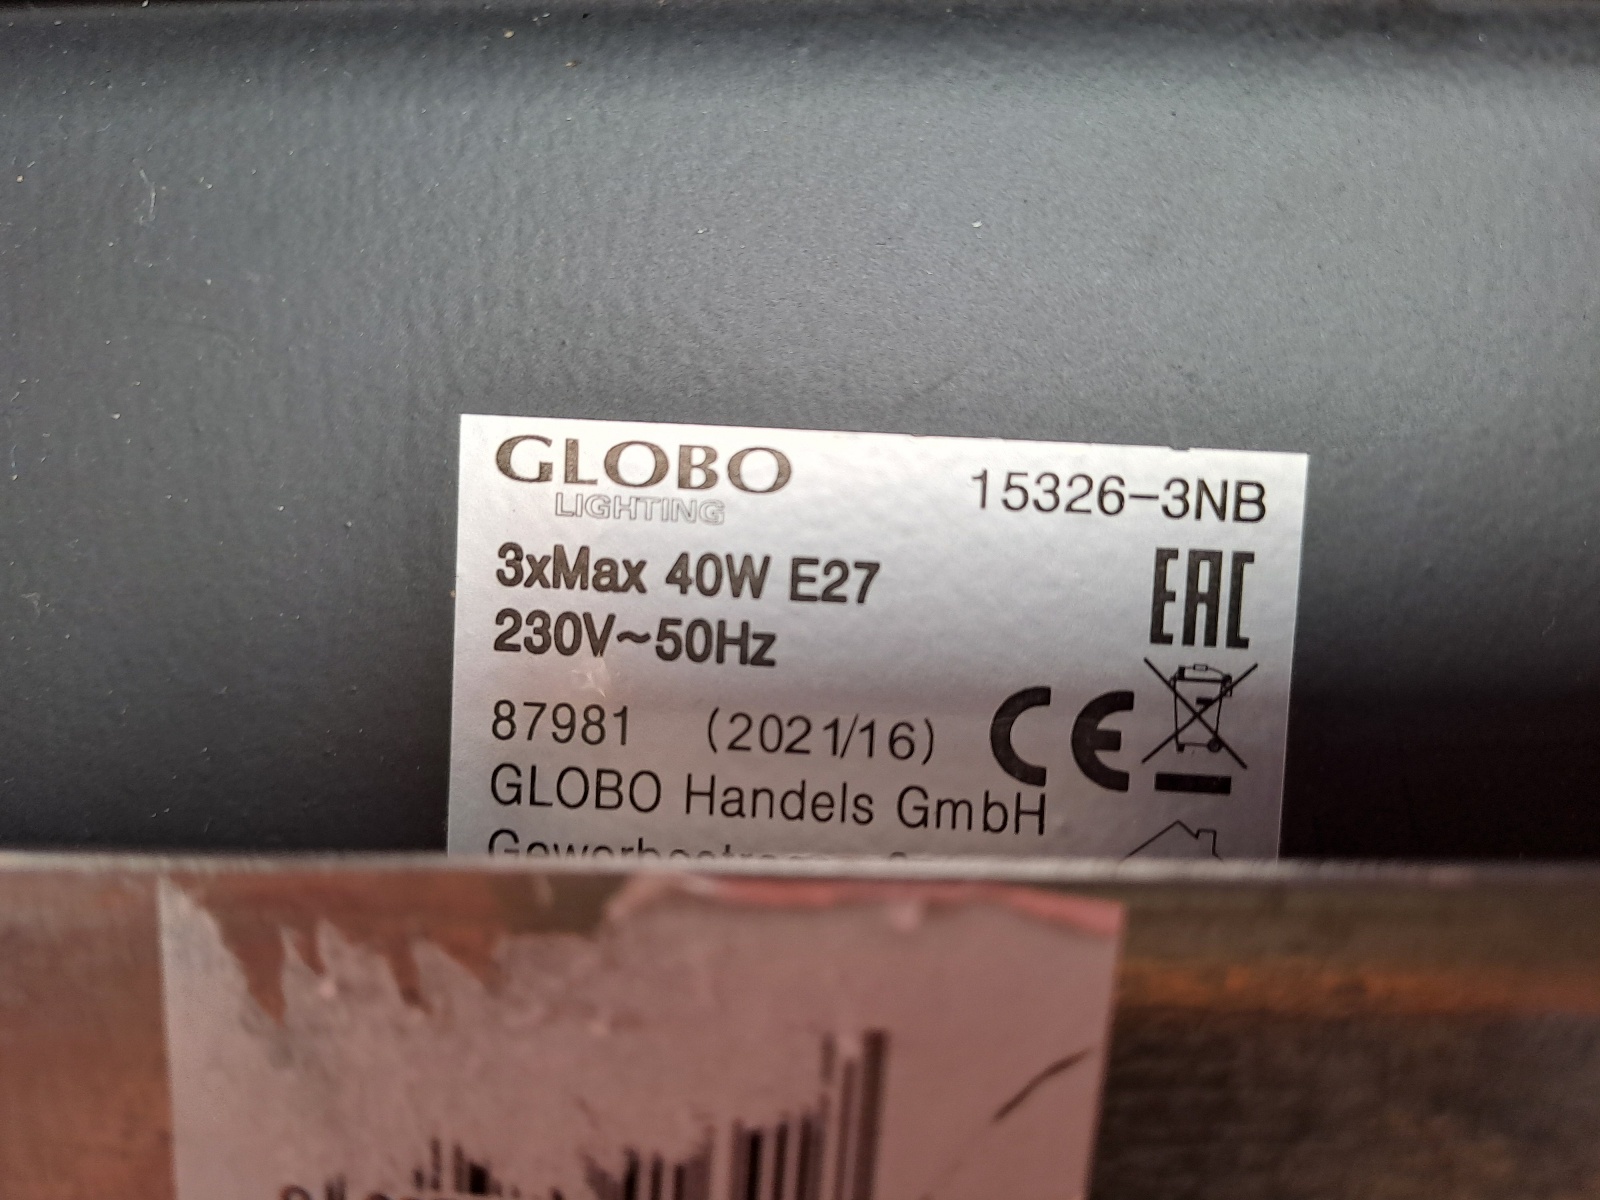 GLOBO
LIGHTING
15326-3NB
3xMax 40W E27
230V~50Hz
EAC
87981 (2021/16)
CE
GLOBO Handels GmbH